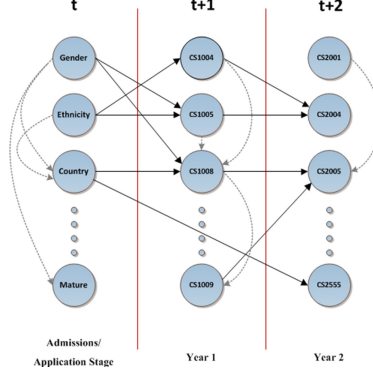 t t+1 t+2
Gender CS1004 CS2001
Ethnicity CS1005 CS2004
Country CS1008 CS2005
Mature CS1009 CS2555
Admissions/
Application Stage Year 1 Year 2